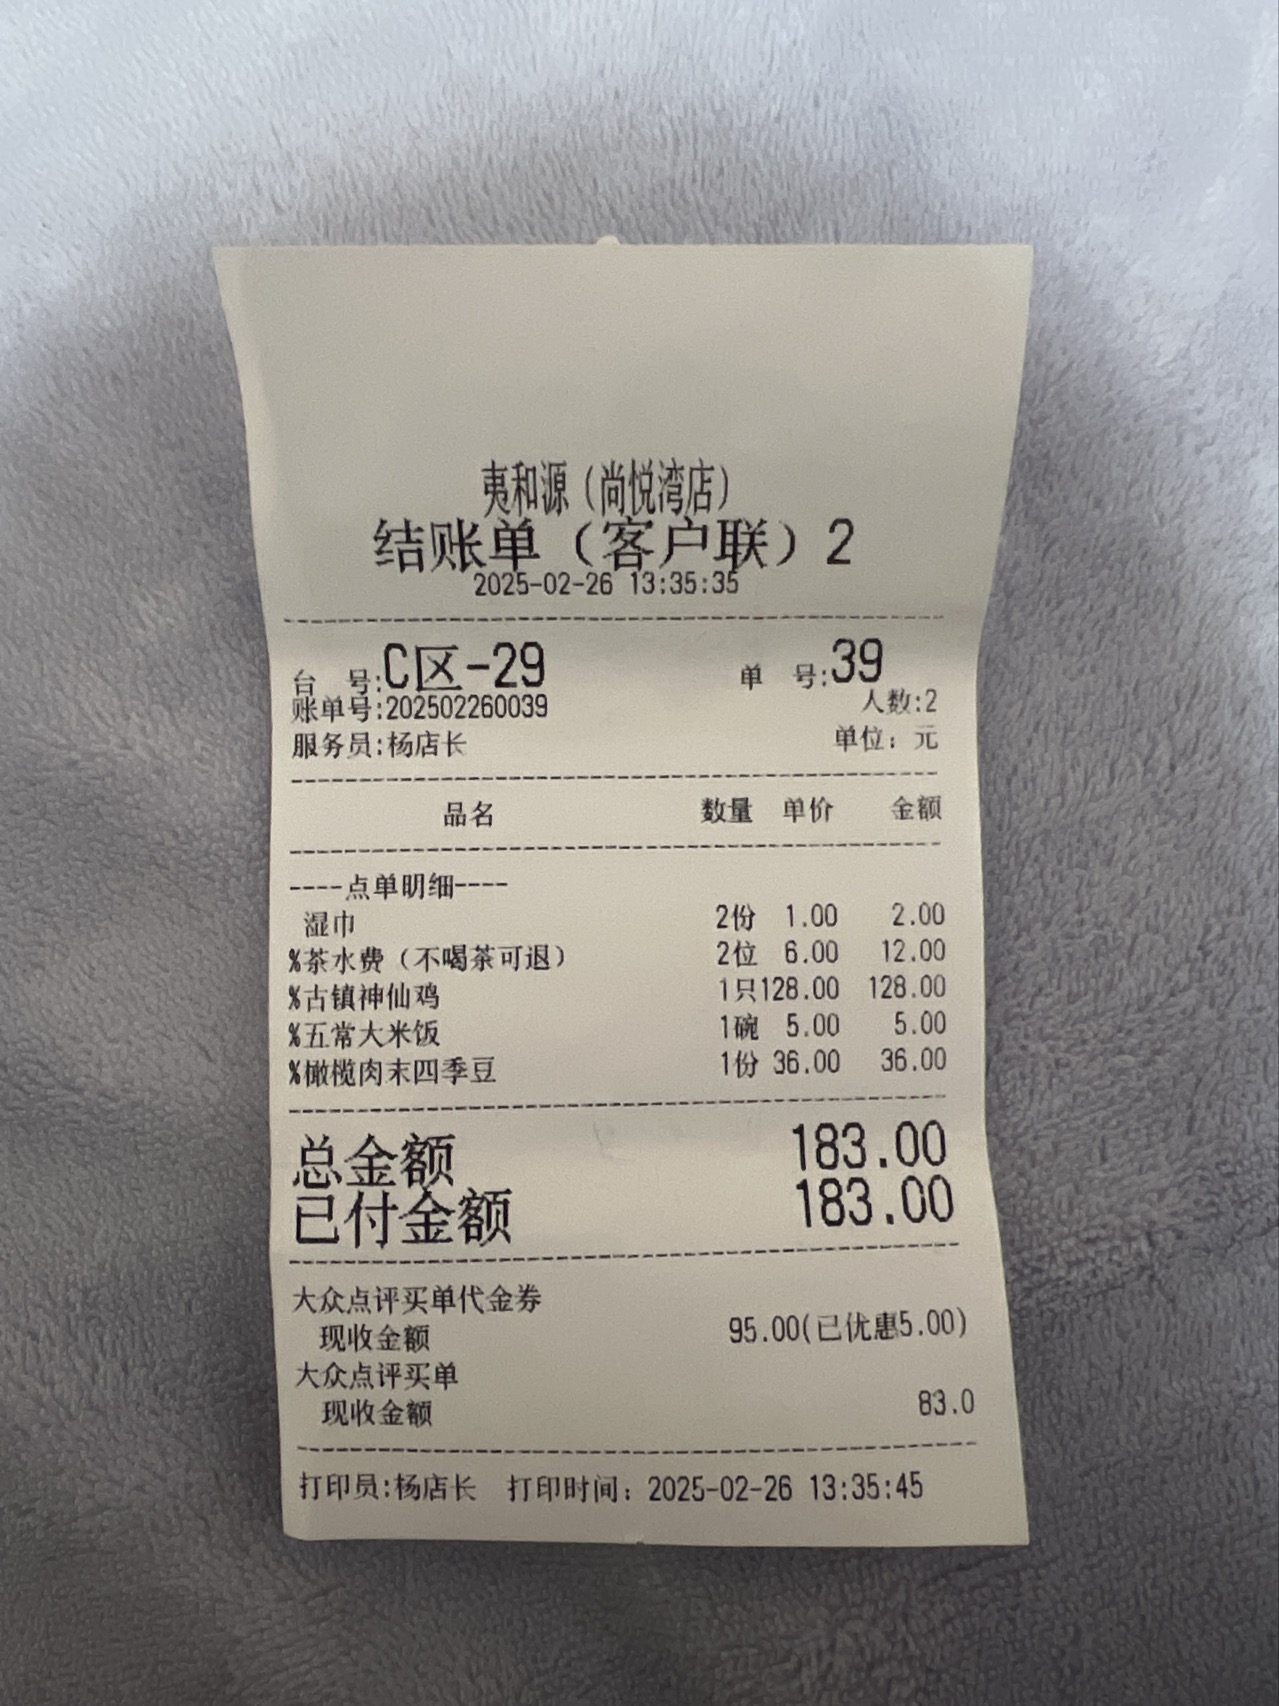 夷和源（尚悦湾店）
结账单（客户联）2
2025-02-26 13:35:35
台 号:C区-29 单 号:39
账单号:202502260039 人数:2
服务员:杨店长 单位：元
品名 数量 单价 金额
----点单明细----
湿巾 2份 1.00 2.00
%茶水费（不喝茶可退） 2位 6.00 12.00
%古镇神仙鸡 1只128.00 128.00
%五常大米饭 1碗 5.00 5.00
%橄榄肉末四季豆 1份 36.00 36.00
总金额 183.00
已付金额 183.00
大众点评买单代金券
现收金额 95.00(已优惠5.00)
大众点评买单
现收金额 83.0
打印员:杨店长 打印时间：2025-02-26 13:35:45